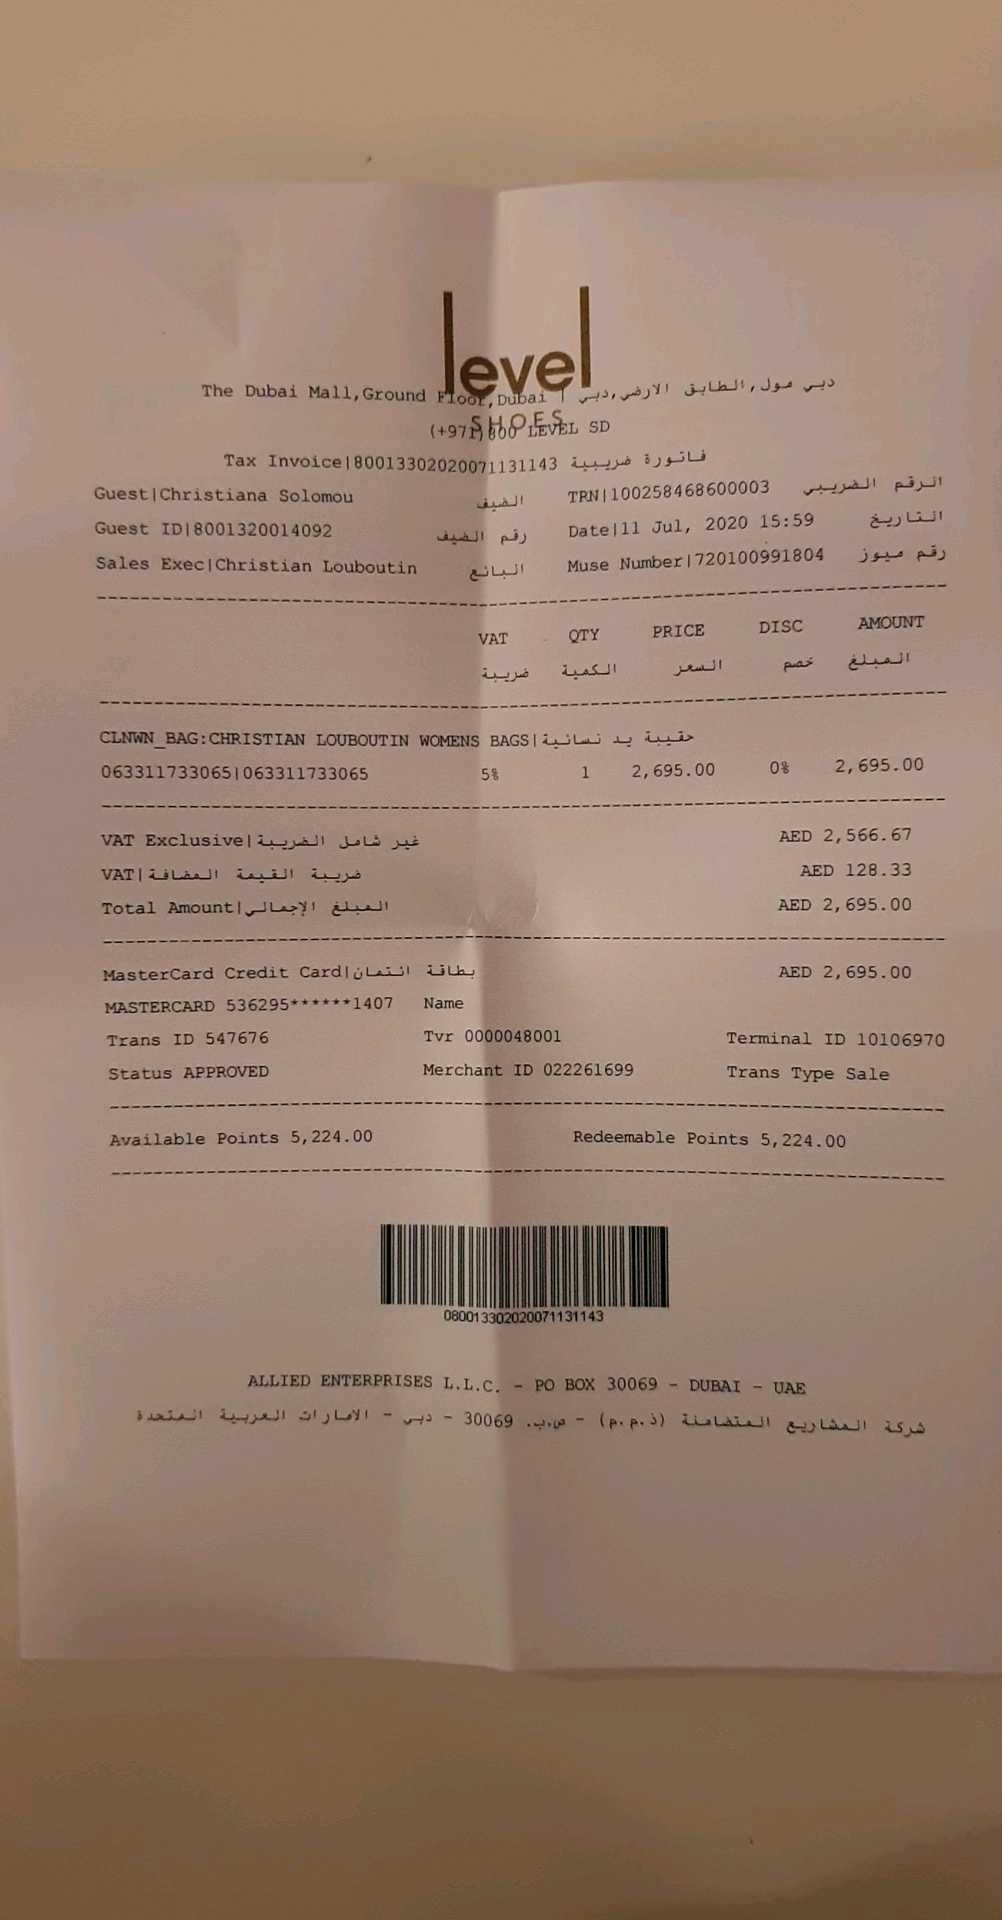 level
SHOES
The Dubai Mall,Ground Floor,Dubai | دبي مول,الطابق الارضي,دبي
(+971)800 LEVEL SD
Tax Invoice|80013302020071131143 فاتورة ضريبية
Guest|Christiana Solomou الضيف TRN|100258468600003 الرقم الضريبي
Guest ID|8001320014092 رقم الضيف Date|11 Jul, 2020 15:59 التاريخ
Sales Exec|Christian Louboutin البائع Muse Number|720100991804 رقم ميوز
VAT QTY PRICE DISC AMOUNT
ضريبة الكمية السعر خصم المبلغ
CLNWN_BAG:CHRISTIAN LOUBOUTIN WOMENS BAGS|حقيبة يد نسائية
063311733065|063311733065 5% 1 2,695.00 0% 2,695.00
VAT Exclusive|غير شامل الضريبة AED 2,566.67
VAT|ضريبة القيمة المضافة AED 128.33
Total Amount|المبلغ الإجمالي AED 2,695.00
MasterCard Credit Card|بطاقة ائتمان AED 2,695.00
MASTERCARD 536295******1407 Name
Trans ID 547676 Tvr 0000048001 Terminal ID 10106970
Status APPROVED Merchant ID 022261699 Trans Type Sale
Available Points 5,224.00 Redeemable Points 5,224.00
080013302020071131143
ALLIED ENTERPRISES L.L.C. - PO BOX 30069 - DUBAI - UAE
شركة المشاريع المتضامنة (ذ.م.م) - ص.ب. 30069 - دبي - الامارات العربية المتحدة